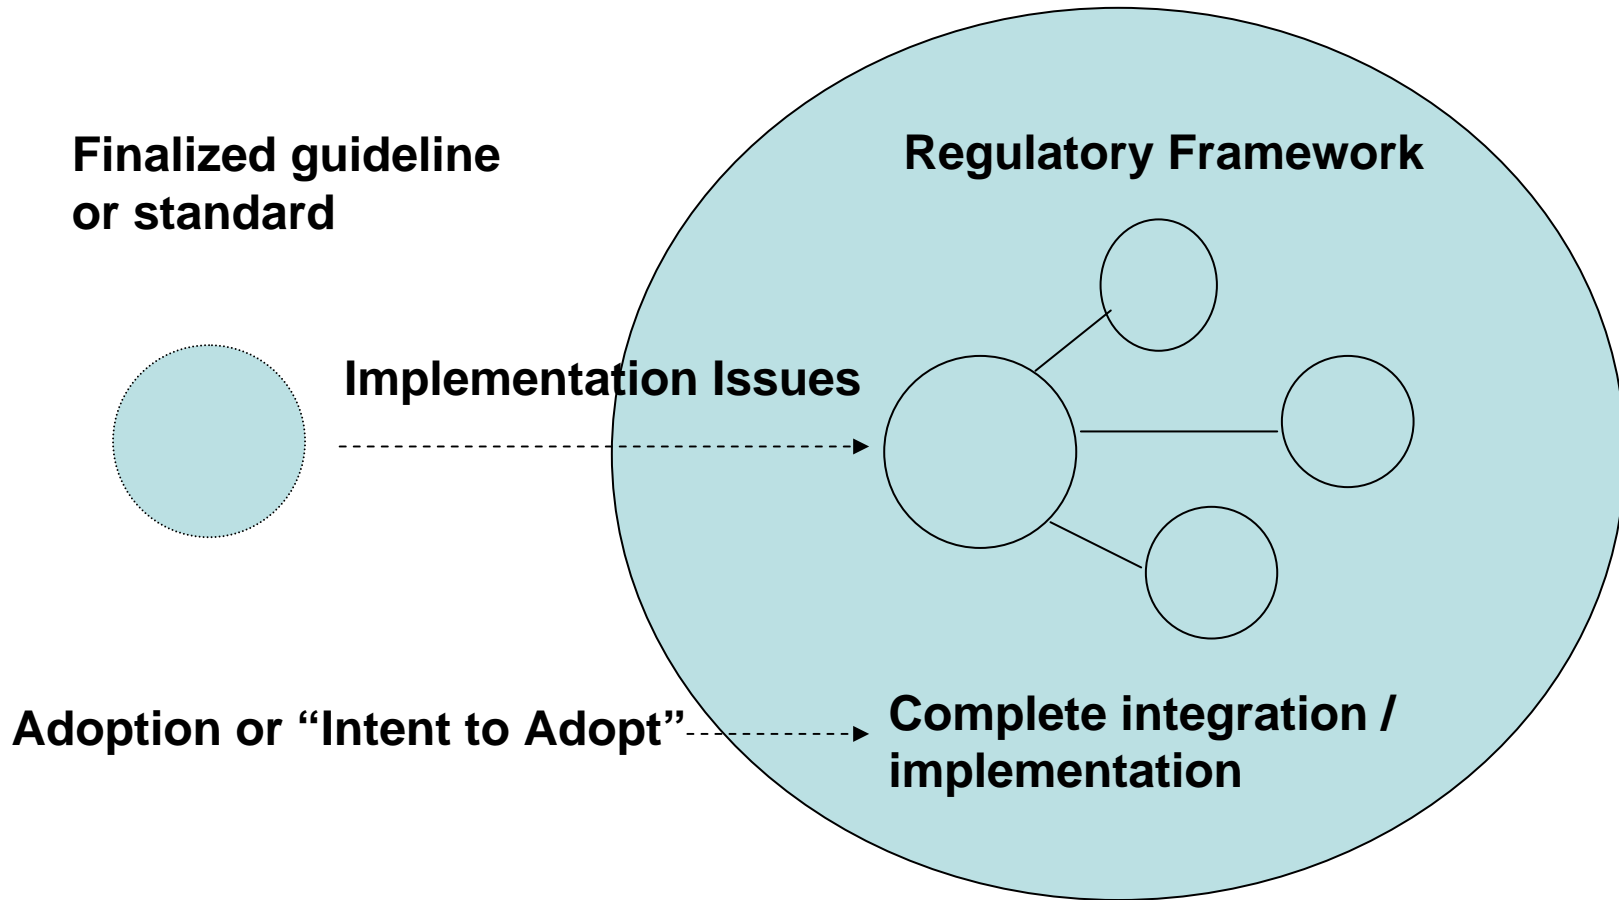 Finalized guideline
or standard
Regulatory Framework
Implementation Issues
Adoption or “Intent to Adopt”
Complete integration /
implementation